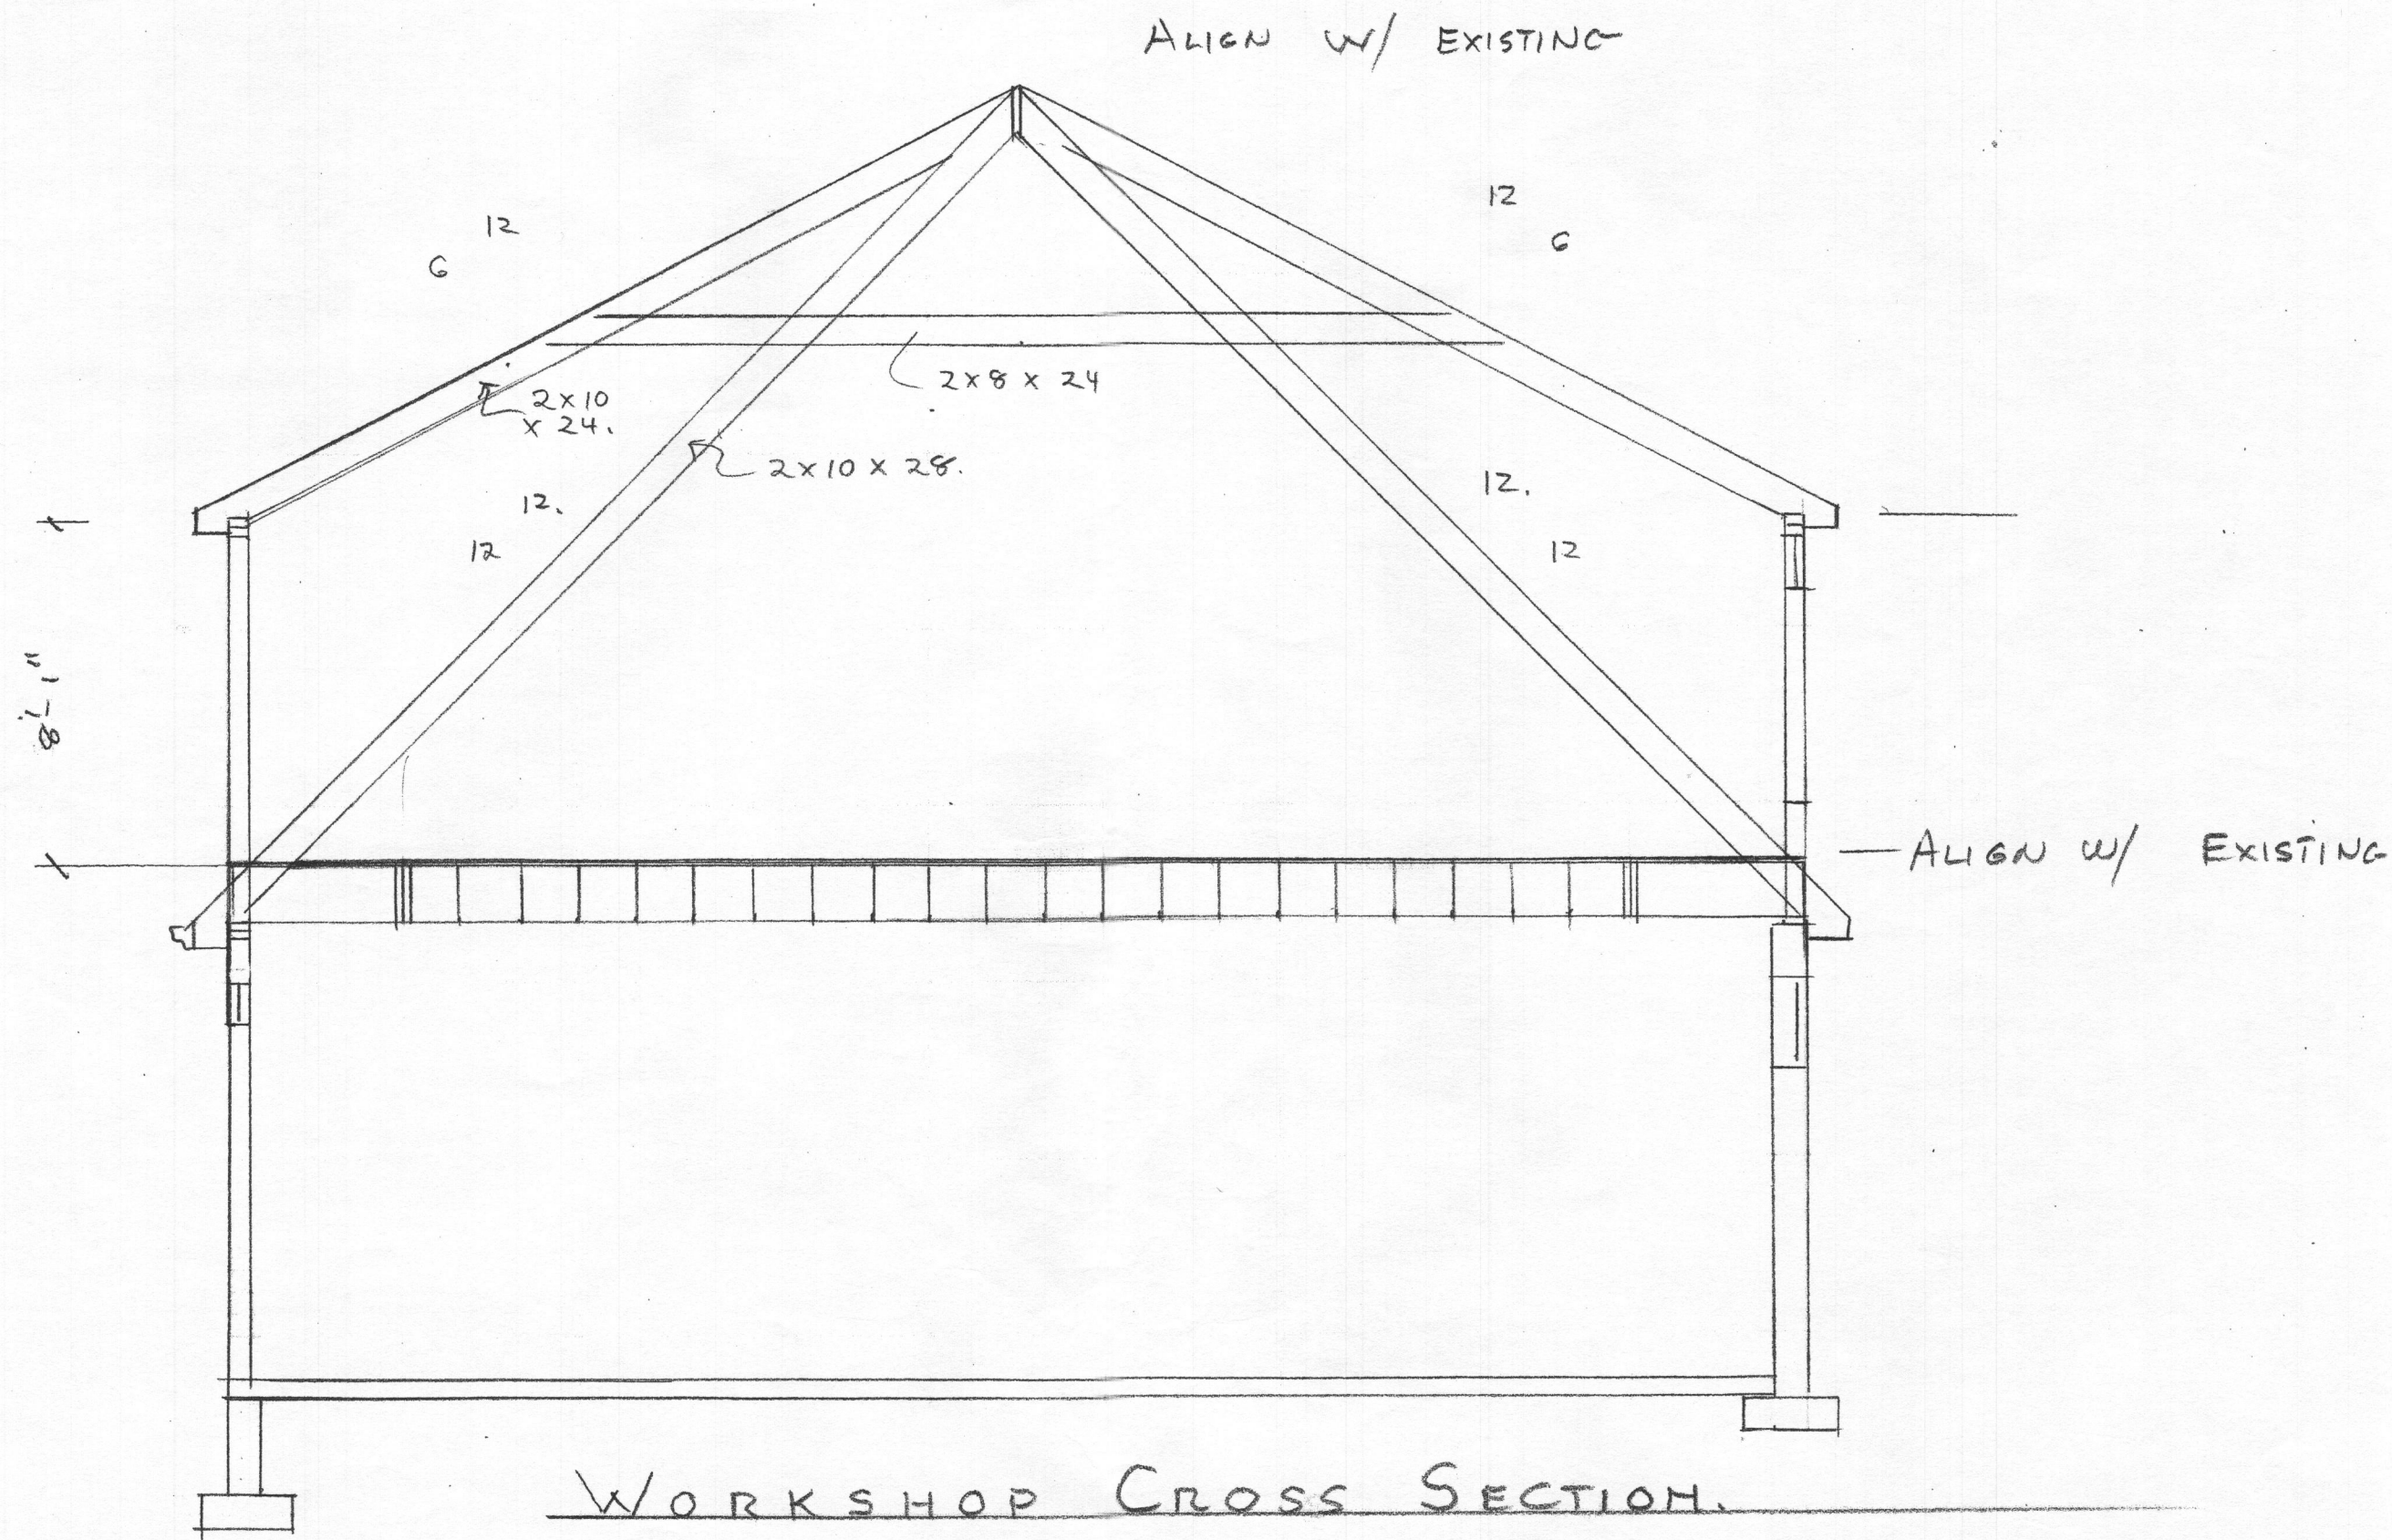 ALIGN W/ EXISTING
12
6
12
6
2x8 x 24
2x10
x 24.
2x10 x 28.
12.
12
12.
12
8'-1"
ALIGN W/ EXISTING
WORKSHOP CROSS SECTION.